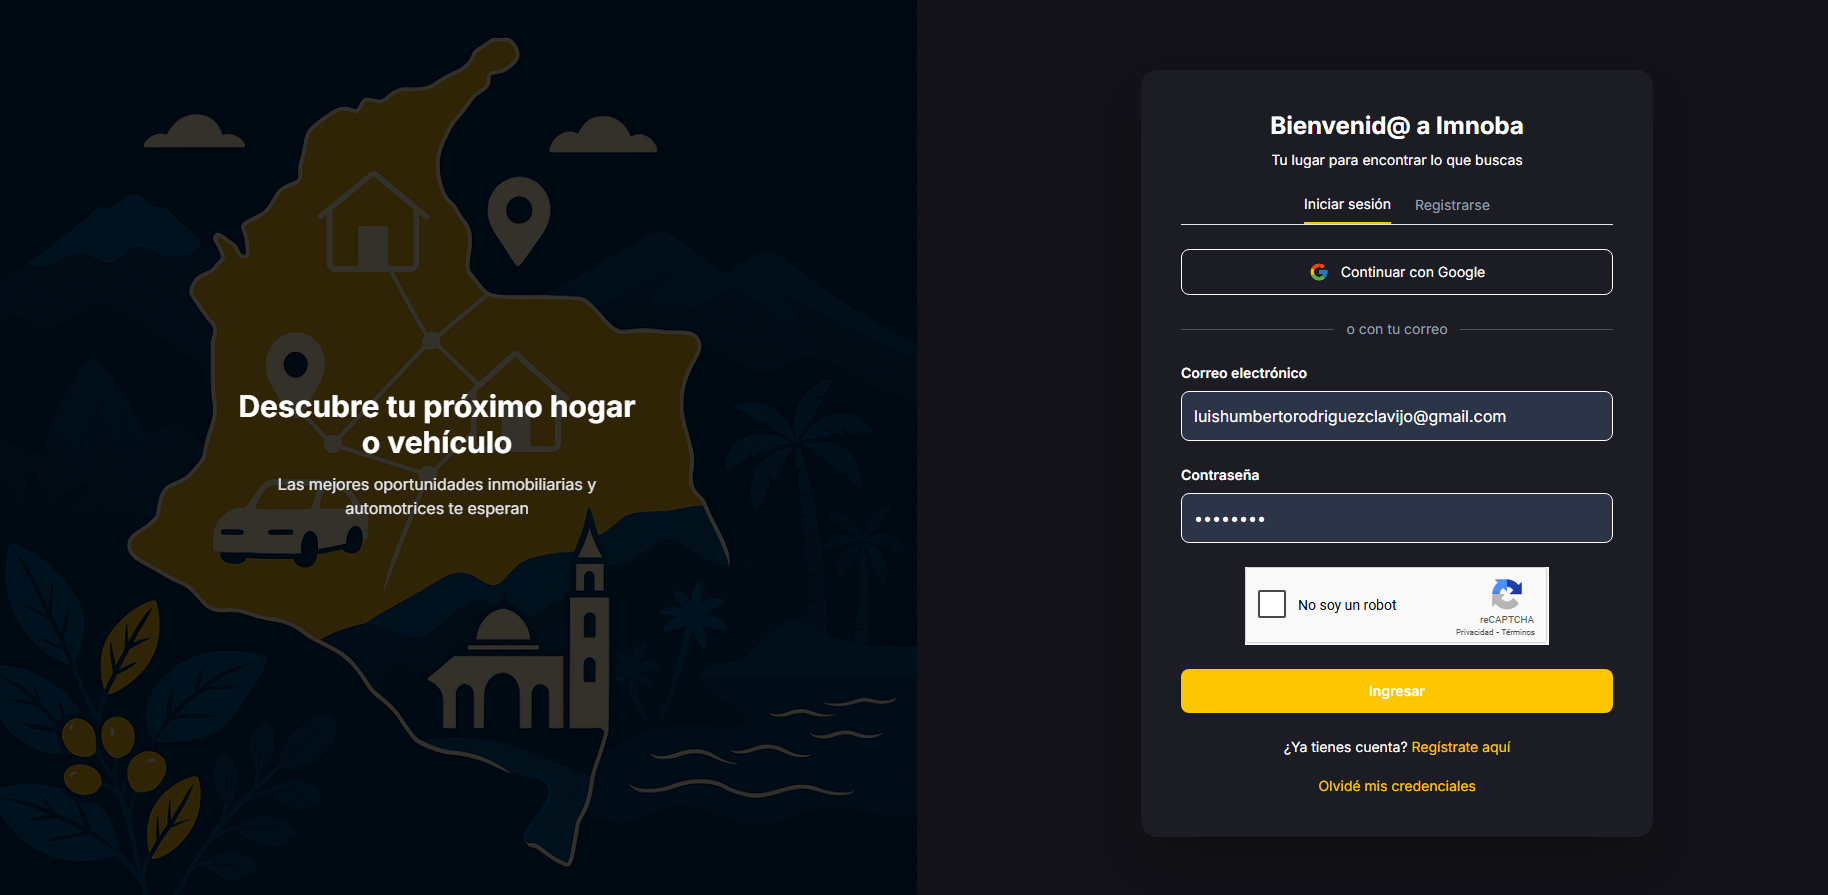 Descubre tu próximo hogar
o vehículo
Las mejores oportunidades inmobiliarias y
automotrices te esperan
Bienvenid@ a Imnoba
Tu lugar para encontrar lo que buscas
Iniciar sesión
Registrarse
Continuar con Google
o con tu correo
Correo electrónico
luishumbertorodriguezclavijo@gmail.com
Contraseña
••••••••
No soy un robot
reCAPTCHA
Privacidad - Términos
Ingresar
¿Ya tienes cuenta? Regístrate aquí
Olvidé mis credenciales